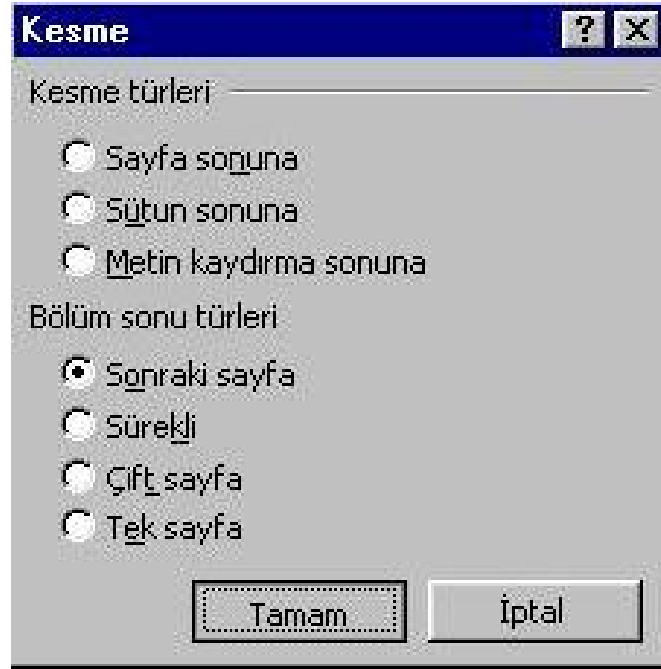 Kesme
Kesme türleri
Sayfa sonuna
Sütun sonuna
Metin kaydırma sonuna
Bölüm sonu türleri
Sonraki sayfa
Sürekli
Çift sayfa
Tek sayfa
Tamam İptal